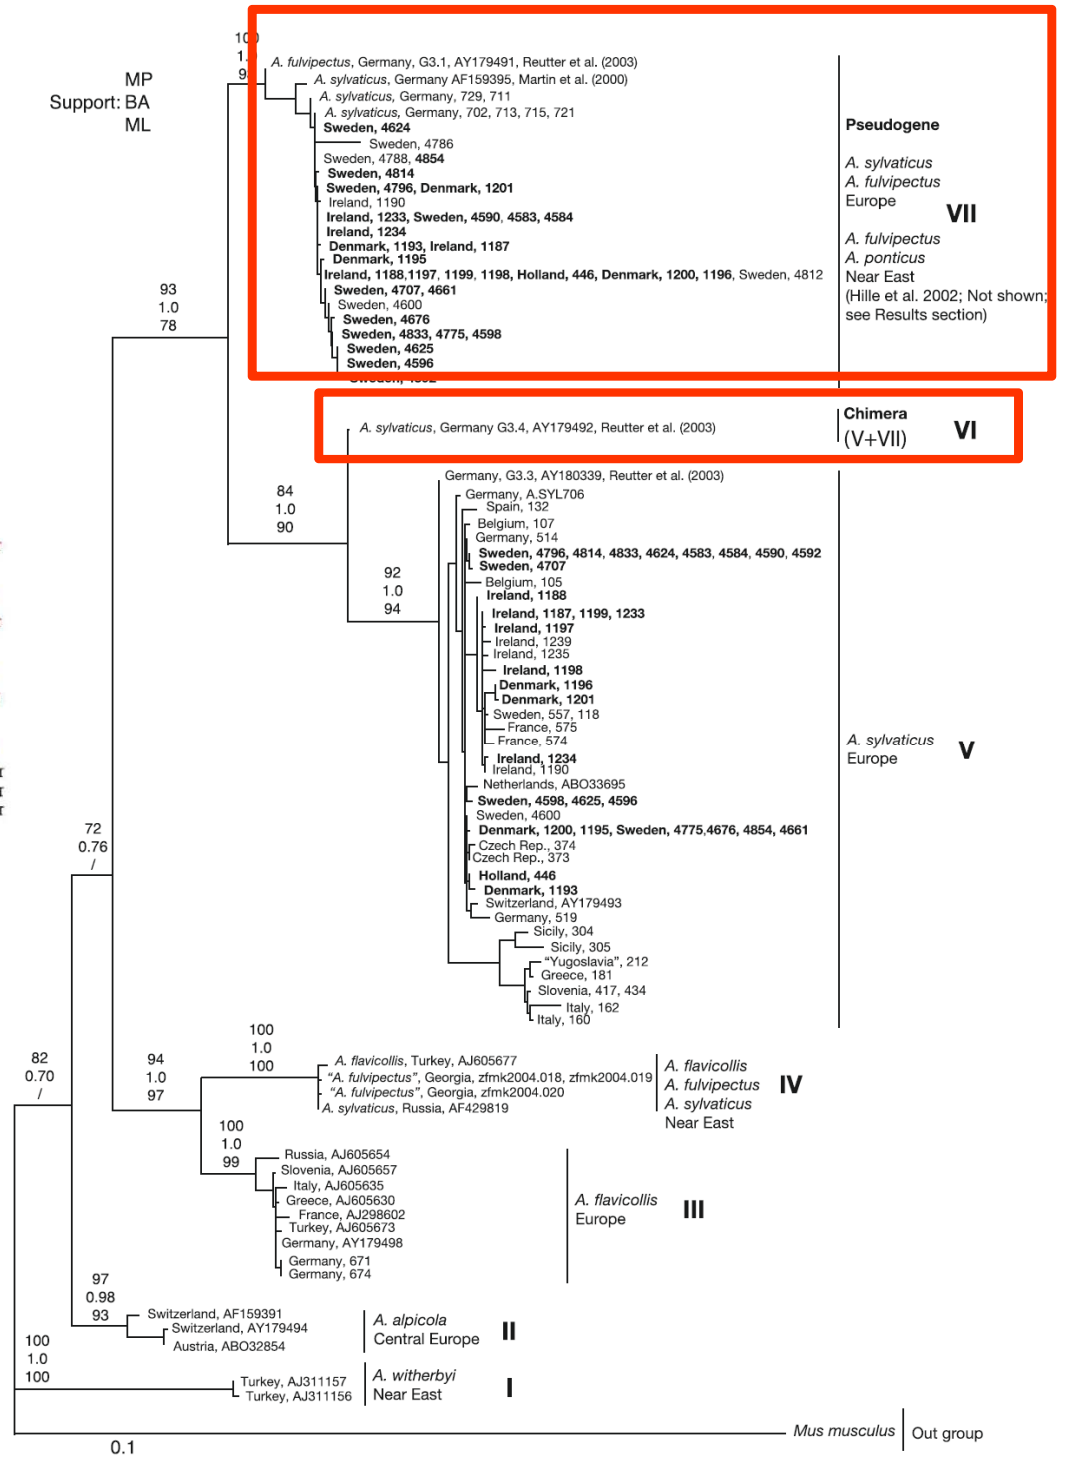 MP
Support: BA
ML
100
1.
9
A. fulvipectus, Germany, G3.1, AY179491, Reutter et al. (2003)
A. sylvaticus, Germany AF159395, Martin et al. (2000)
A. sylvaticus, Germany, 729, 711
A. sylvaticus, Germany, 702, 713, 715, 721
Sweden, 4624
Sweden, 4786
Sweden, 4788, 4854
Sweden, 4814
Sweden, 4796, Denmark, 1201
Ireland, 1190
Ireland, 1233, Sweden, 4590, 4583, 4584
Ireland, 1234
Denmark, 1193, Ireland, 1187
Denmark, 1195
Ireland, 1188,1197, 1199, 1198, Holland, 446, Denmark, 1200, 1196, Sweden, 4812
Sweden, 4707, 4661
Sweden, 4600
Sweden, 4676
Sweden, 4833, 4775, 4598
Sweden, 4625
Sweden, 4596
Pseudogene
A. sylvaticus
A. fulvipectus
Europe
VII
A. fulvipectus
A. ponticus
Near East
(Hille et al. 2002; Not shown;
see Results section)
93
1.0
78
A. sylvaticus, Germany G3.4, AY179492, Reutter et al. (2003)
Chimera
(V+VII)
VI
84
1.0
90
92
1.0
94
Germany, G3.3, AY180339, Reutter et al. (2003)
Germany, A.SYL706
Spain, 132
Belgium, 107
Germany, 514
Sweden, 4796, 4814, 4833, 4624, 4583, 4584, 4590, 4592
Sweden, 4707
Belgium, 105
Ireland, 1188
Ireland, 1187, 1199, 1233
Ireland, 1197
Ireland, 1239
Ireland, 1235
Ireland, 1198
Denmark, 1196
Denmark, 1201
Sweden, 557, 118
France, 575
France, 574
Ireland, 1234
Ireland, 1190
Netherlands, ABO33695
Sweden, 4598, 4625, 4596
Sweden, 4600
Denmark, 1200, 1195, Sweden, 4775,4676, 4854, 4661
Czech Rep., 374
Czech Rep., 373
Holland, 446
Denmark, 1193
Switzerland, AY179493
Germany, 519
Sicily, 304
Sicily, 305
"Yugoslavia", 212
Greece, 181
Slovenia, 417, 434
Italy, 162
Italy, 160
A. sylvaticus
Europe
V
72
0.76
/
82
0.70
/
94
1.0
97
100
1.0
100
A. flavicollis, Turkey, AJ605677
"A. fulvipectus", Georgia, zfmk2004.018, zfmk2004.019
"A. fulvipectus", Georgia, zfmk2004.020
A. sylvaticus, Russia, AF429819
A. flavicollis
A. fulvipectus
A. sylvaticus
Near East
IV
100
1.0
99
Russia, AJ605654
Slovenia, AJ605657
Italy, AJ605635
Greece, AJ605630
France, AJ298602
Turkey, AJ605673
Germany, AY179498
Germany, 671
Germany, 674
A. flavicollis
Europe
III
97
0.98
93
Switzerland, AF159391
Switzerland, AY179494
Austria, ABO32854
A. alpicola
Central Europe
II
100
1.0
100
Turkey, AJ311157
Turkey, AJ311156
A. witherbyi
Near East
I
Mus musculus
Out group
0.1